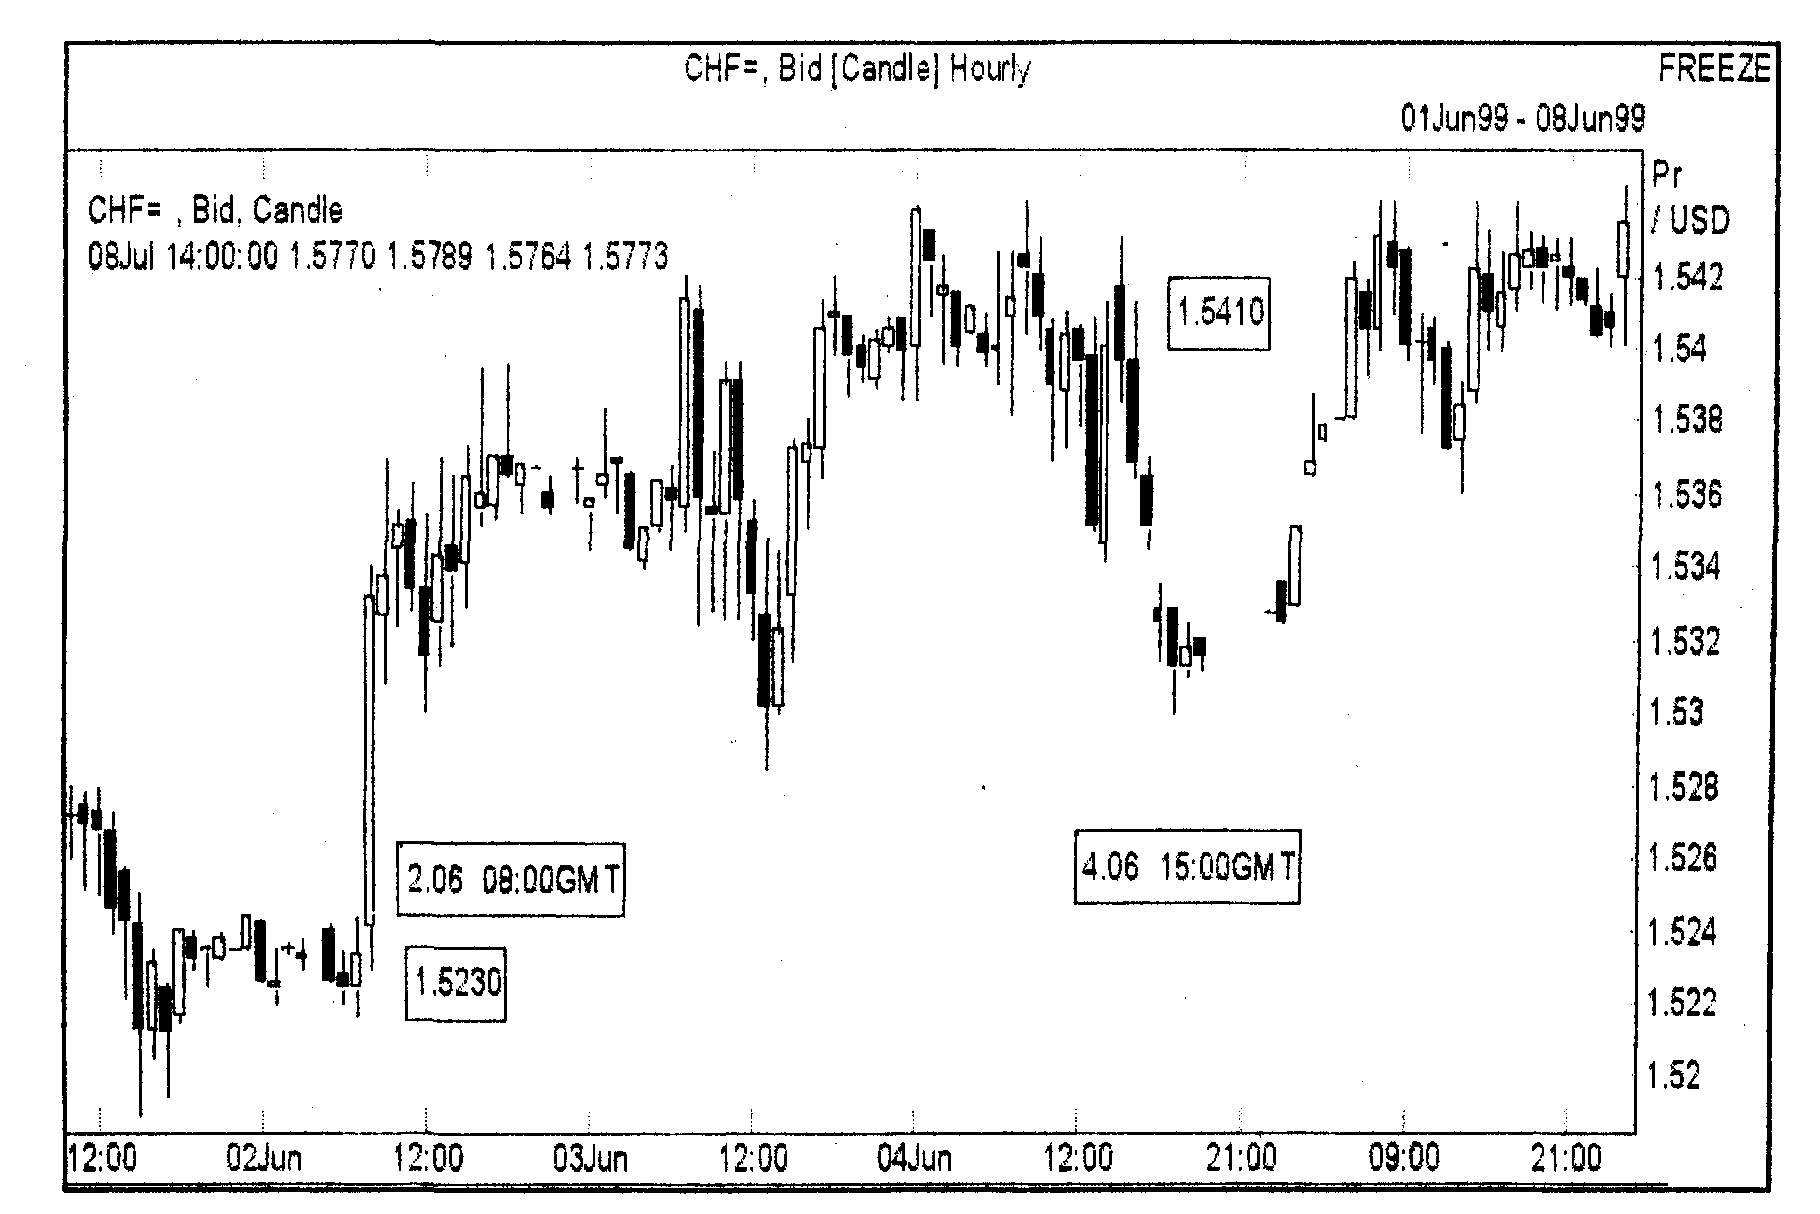 CHF=, Bid [Candle] Hourly
FREEZE
01Jun99 - 08Jun99
Pr
/ USD
CHF= , Bid, Candle
08Jul 14:00:00 1.5770 1.5789 1.5764 1.5773
1.542
1.5410
1.54
1.538
1.536
1.534
1.532
1.53
1.528
2.06 08:00GMT
4.06 15:00GMT
1.526
1.524
1.5230
1.522
1.52
12:00 02Jun 12:00 03Jun 12:00 04Jun 12:00 21:00 09:00 21:00